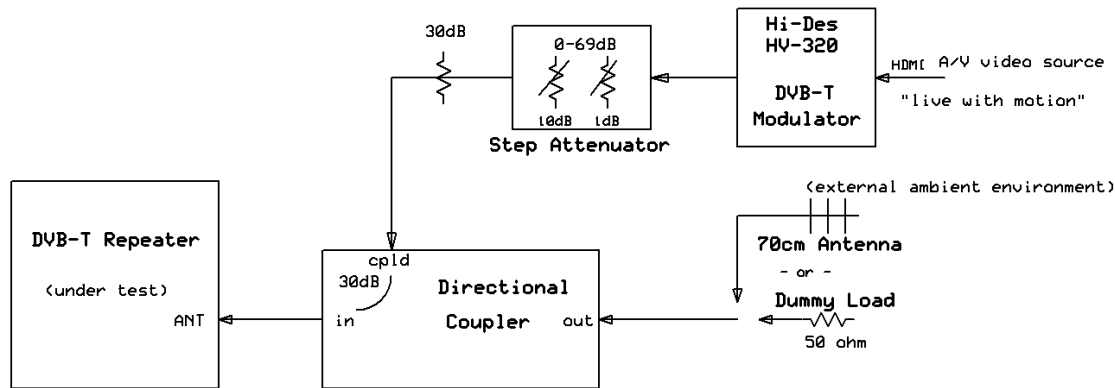 30dB
0-69dB
10dB
1dB
Step Attenuator
Hi-Des
HV-320
DVB-T
Modulator
HDMI A/V video source
"live with motion"
DVB-T Repeater
(under test)
ANT
cpld
30dB
in
Directional
Coupler
out
(external ambient environment)
70cm Antenna
- or -
Dummy Load
50 ohm